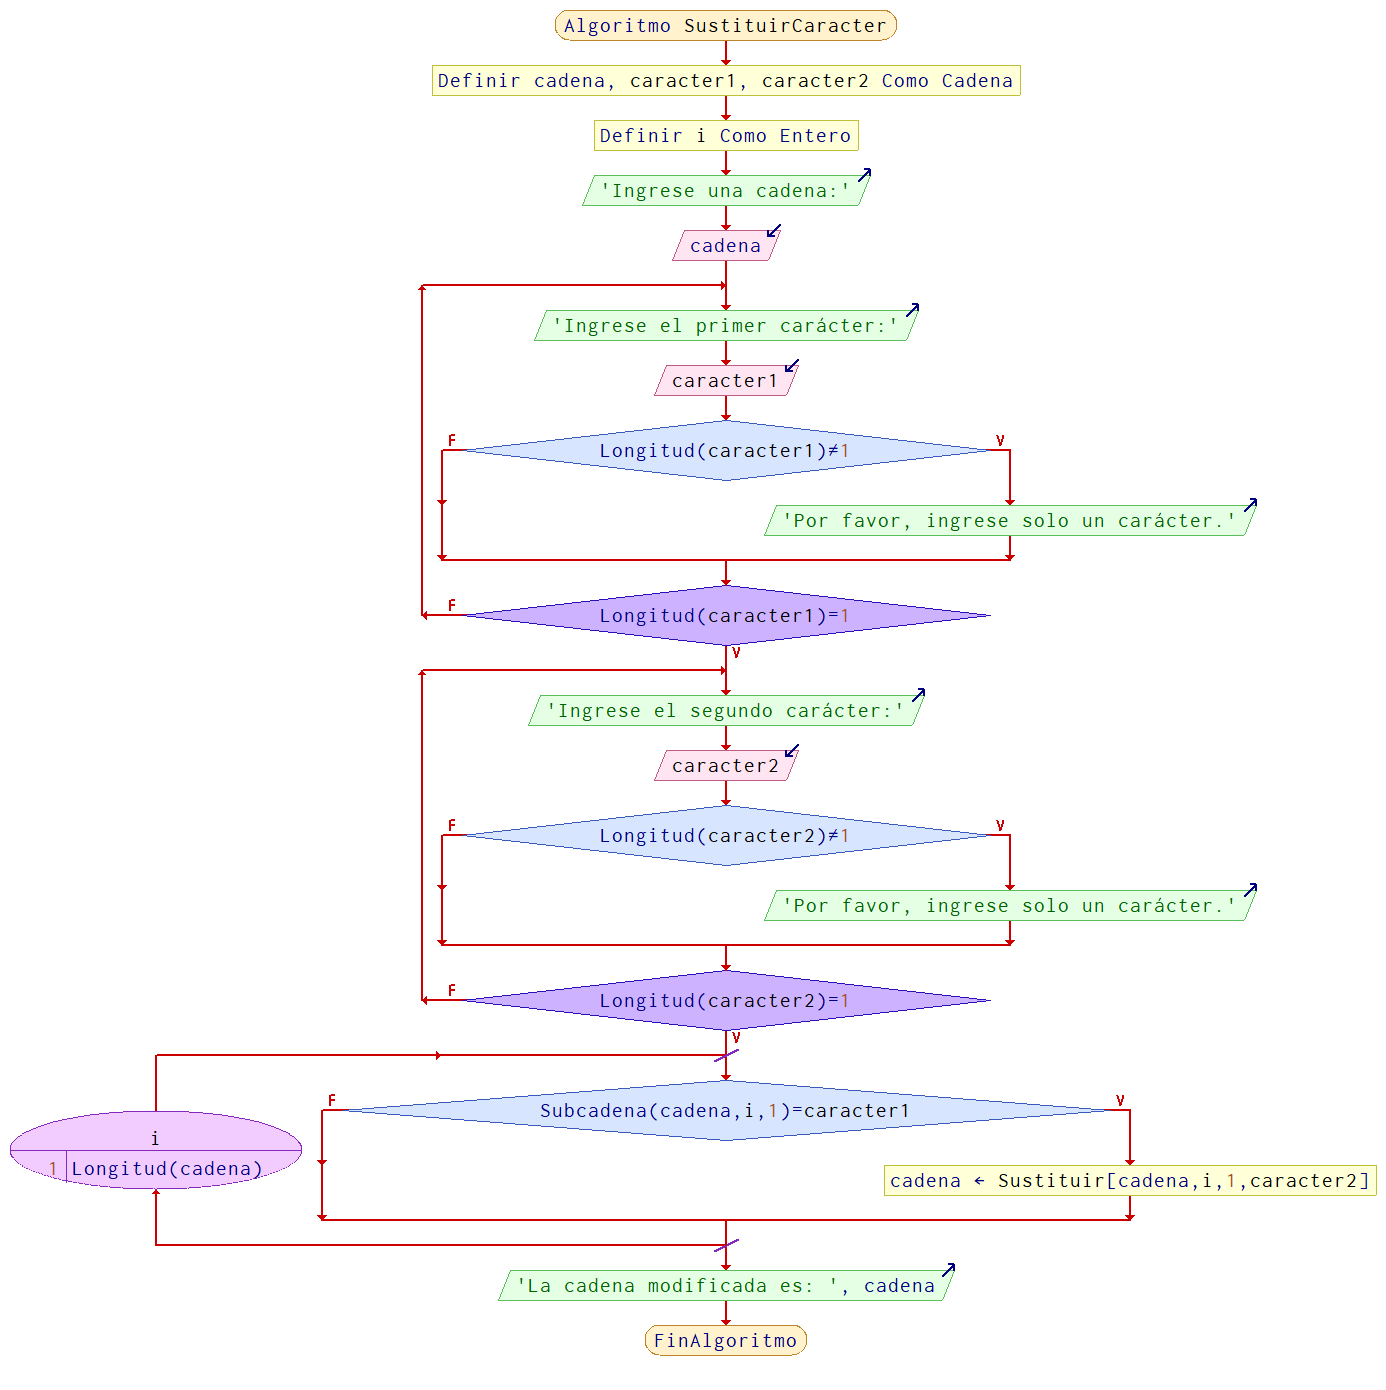 Algoritmo SustituirCaracter
Definir cadena, caracter1, caracter2 Como Cadena
Definir i Como Entero
'Ingrese una cadena:'
cadena
'Ingrese el primer carácter:'
caracter1
F
V
Longitud(caracter1)≠1
'Por favor, ingrese solo un carácter.'
F
Longitud(caracter1)=1
V
'Ingrese el segundo carácter:'
caracter2
F
V
Longitud(caracter2)≠1
'Por favor, ingrese solo un carácter.'
F
Longitud(caracter2)=1
V
F
V
Subcadena(cadena,i,1)=caracter1
i
1 Longitud(cadena)
cadena ← Sustituir[cadena,i,1,caracter2]
'La cadena modificada es: ', cadena
FinAlgoritmo